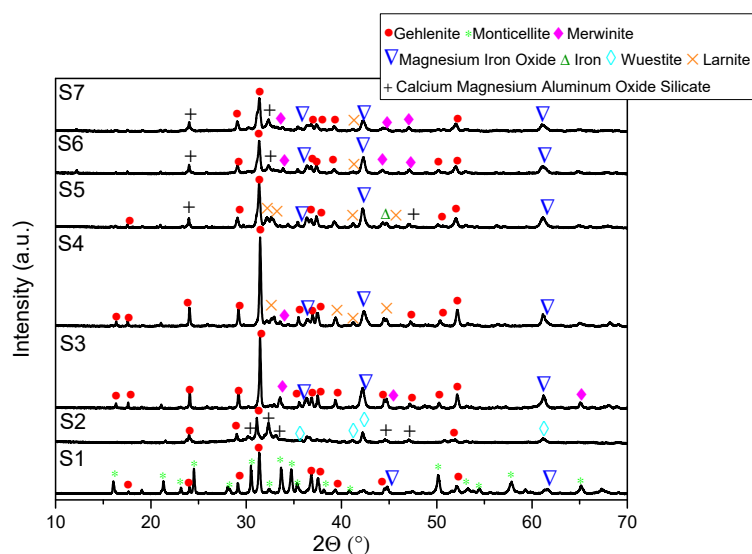 Gehlenite Monticellite Merwinite
Magnesium Iron Oxide Iron Wuestite Larnite
Calcium Magnesium Aluminum Oxide Silicate
S7
S6
S5
S4
S3
S2
S1
Intensity (a.u.)
10 20 30 40 50 60 70
2Θ (°)